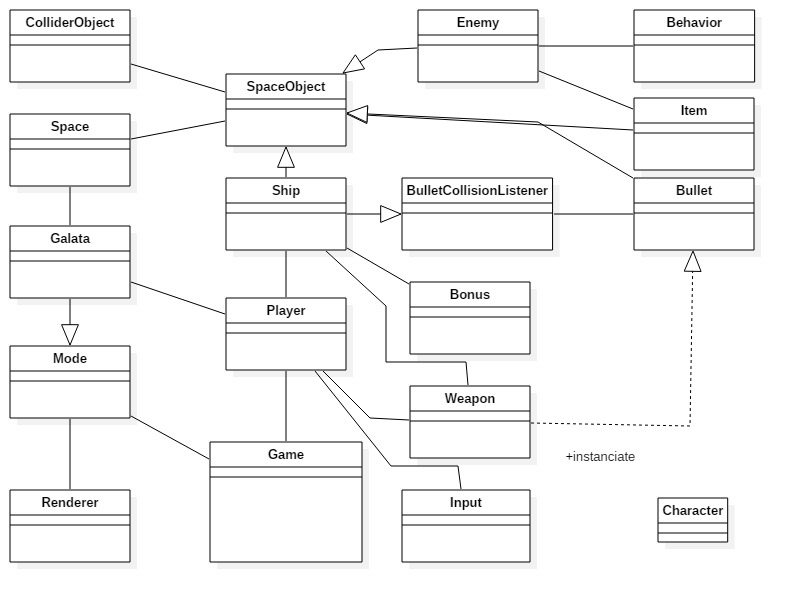 ColliderObject
Enemy
Behavior
SpaceObject
Item
Space
Ship
BulletCollisionListener
Bullet
Galata
Bonus
Player
Mode
Weapon
Game
+instanciate
Renderer
Input
Character